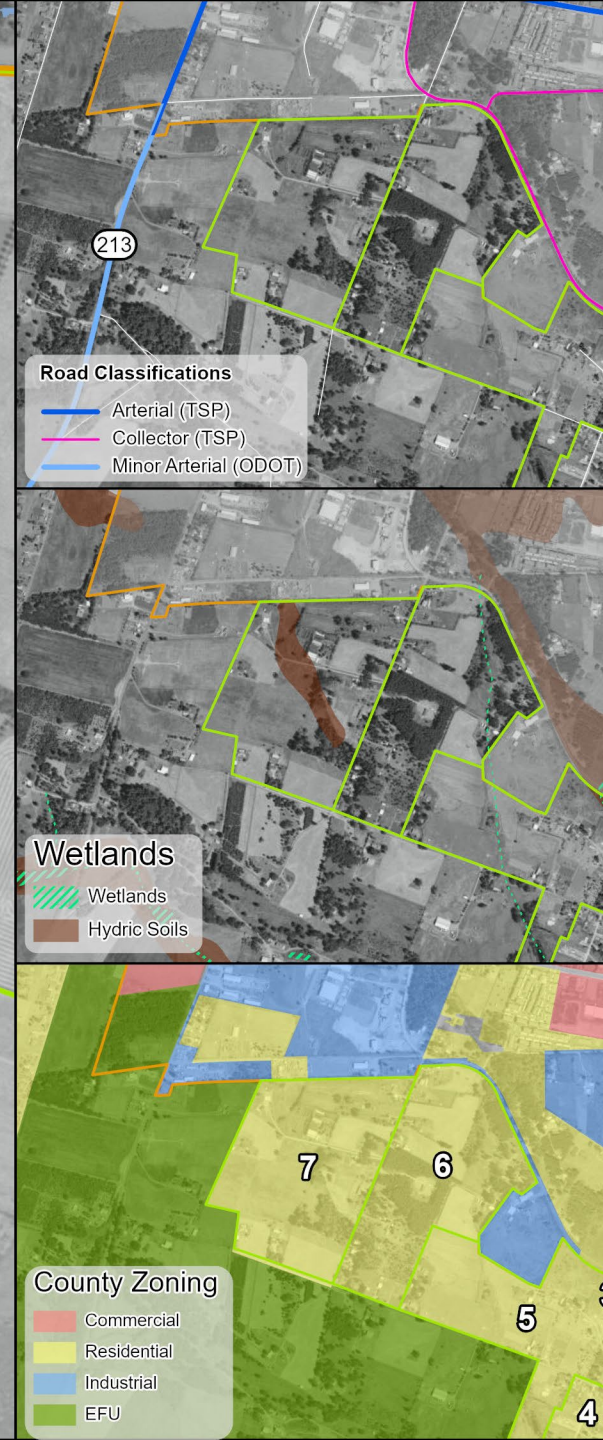 213
Road Classifications
Arterial (TSP)
Collector (TSP)
Minor Arterial (ODOT)
Wetlands
Wetlands
Hydric Soils
7
6
5
4
County Zoning
Commercial
Residential
Industrial
EFU